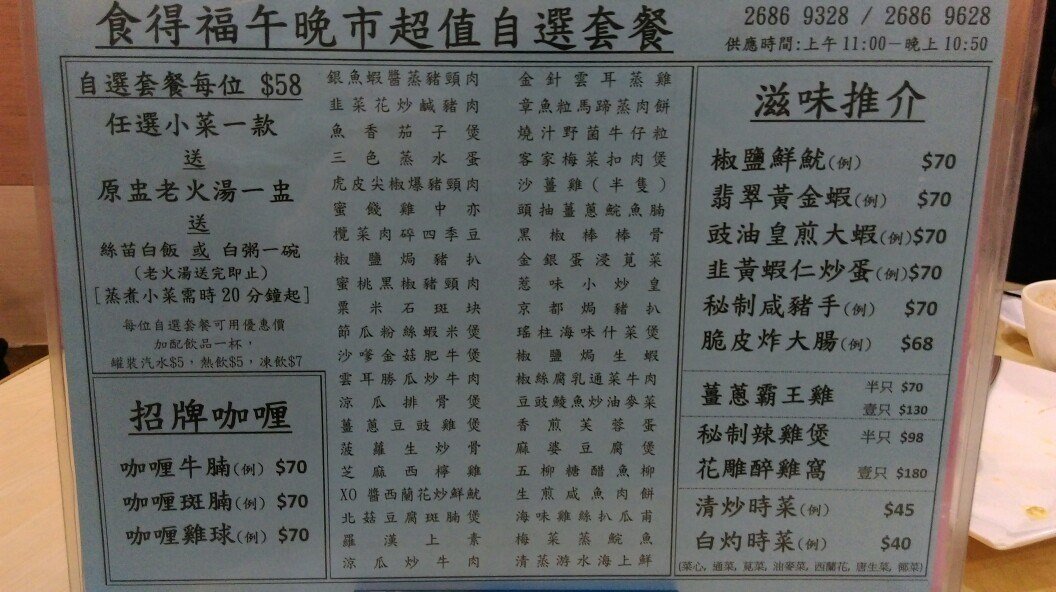 食得福午晚市超值自選套餐
2686 9328 / 2686 9628
供應時間:上午 11:00－晚上 10:50
自選套餐每位 $58
任選小菜一款
送
原盅老火湯一盅
送
絲苗白飯 或 白粥一碗
(老火湯送完即止)
[蒸煮小菜需時 20 分鐘起]
每位自選套餐可用優惠價
加配飲品一杯，
罐裝汽水$5，熱飲$5，凍飲$7
招牌咖喱
咖喱牛腩(例) $70
咖喱斑腩(例) $70
咖喱雞球(例) $70
銀魚蝦醬蒸豬頸肉
韭菜花炒鹹豬肉
魚香茄子煲
三色蒸水蛋
虎皮尖椒爆豬頸肉
蜜餞雞中亦
欖菜肉碎四季豆
椒鹽焗豬扒
蜜桃黑椒豬頸肉
粟米石斑块
節瓜粉絲蝦米煲
沙嗲金菇肥牛煲
雲耳勝瓜炒牛肉
涼瓜排骨煲
薑蔥豆豉雞煲
菠蘿生炒骨
芝麻西檸雞
XO 醬西蘭花炒鮮魷
北菇豆腐斑腩煲
羅漢上素
涼瓜炒牛肉
金針雲耳蒸雞
章魚粒馬蹄蒸肉餅
燒汁野菌牛仔粒
客家梅菜扣肉煲
沙薑雞(半隻)
頭抽薑蔥鯇魚腩
黑椒棒棒骨
金銀蛋浸莧菜
惹味小炒皇
京都焗豬扒
瑤柱海味什菜煲
椒鹽焗生蝦
椒絲腐乳通菜牛肉
豆豉鯪魚炒油麥菜
香煎芙蓉蛋
麻婆豆腐煲
五柳糖醋魚柳
生煎咸魚肉餅
海味雞絲扒瓜甫
梅菜蒸鯇魚
清蒸游水海上鮮
滋味推介
椒鹽鮮魷(例) $70
翡翠黃金蝦(例) $70
豉油皇煎大蝦(例)$70
韭黃蝦仁炒蛋(例)$70
秘制咸豬手(例) $70
脆皮炸大腸(例) $68
薑蔥霸王雞 半只 $70
壹只 $130
秘制辣雞煲 半只 $98
花雕醉雞窩 壹只 $180
清炒時菜(例) $45
白灼時菜(例) $40
(菜心, 通菜, 莧菜, 油麥菜, 西蘭花, 唐生菜, 椰菜)